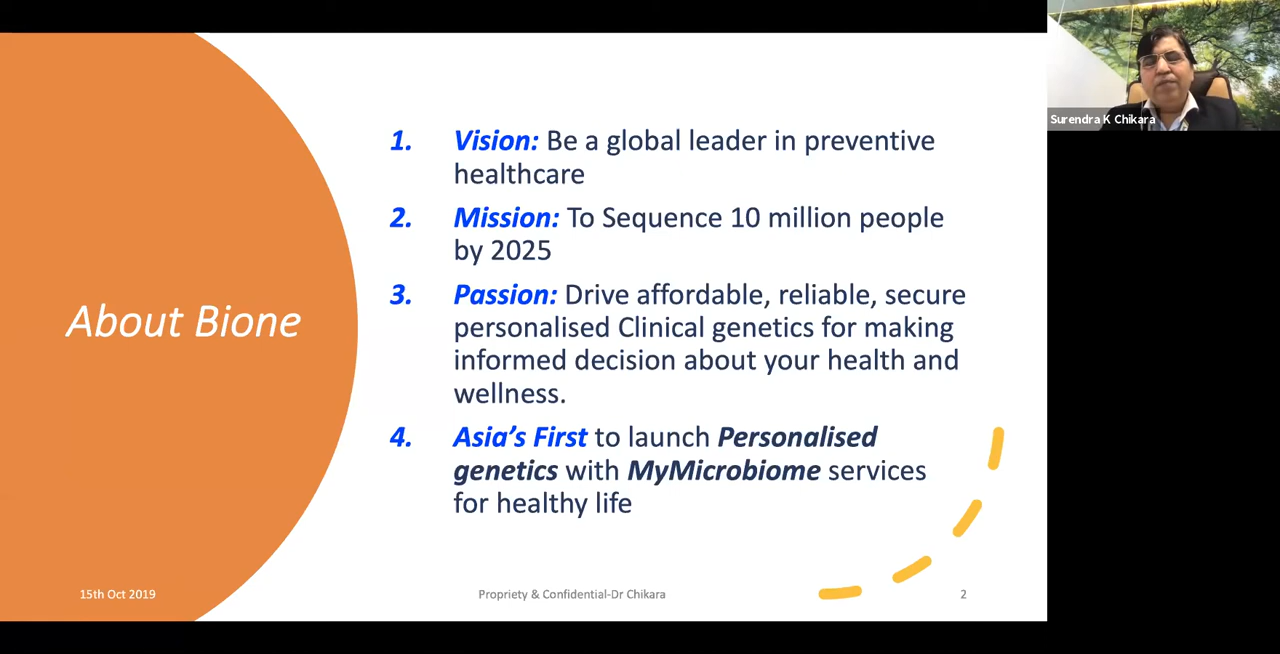 Surendra K Chikara
About Bione
1. Vision: Be a global leader in preventive
healthcare
2. Mission: To Sequence 10 million people
by 2025
3. Passion: Drive affordable, reliable, secure
personalised Clinical genetics for making
informed decision about your health and
wellness.
4. Asia's First to launch Personalised
genetics with MyMicrobiome services
for healthy life
15th Oct 2019
Propriety & Confidential-Dr Chikara
2